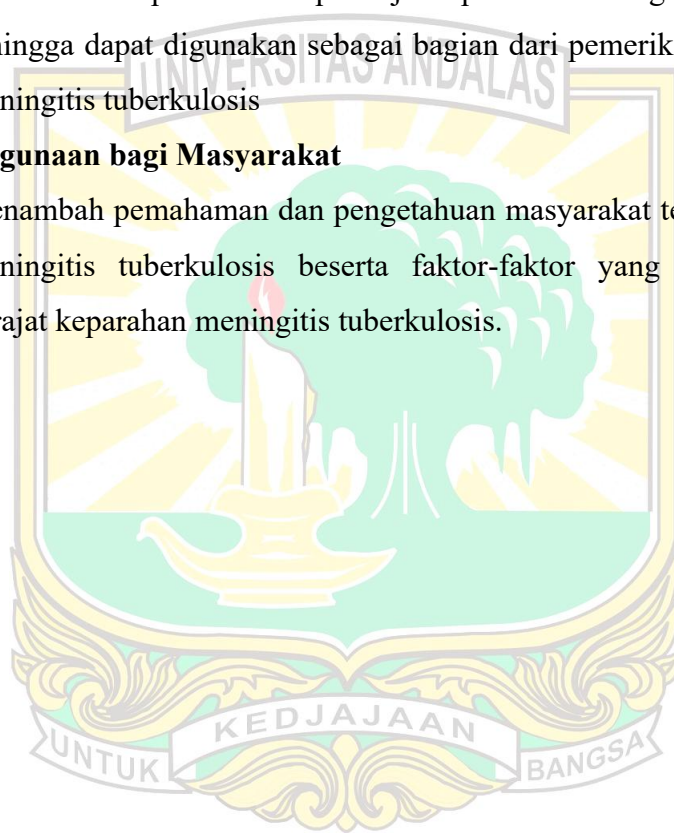 hingga dapat digunakan sebagai bagian dari pemerik
UNIVERSITAS ANDALAS
ningitis tuberkulosis
gunaan bagi Masyarakat
enambah pemahaman dan pengetahuan masyarakat te
ningitis tuberkulosis beserta faktor-faktor yang
rajat keparahan meningitis tuberkulosis.
UNTUK KEDJAJAAN BANGSA